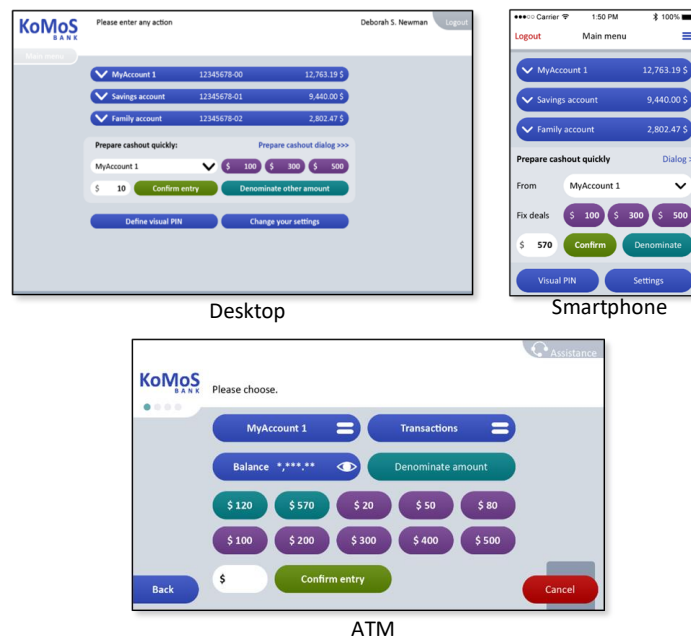 KoMoS
BANK
Please enter any action
Deborah S. Newman
Logout
Main menu
MyAccount 1 12345678-00 12,763.19 $
Savings account 12345678-01 9,440.00 $
Family account 12345678-02 2,802.47 $
Prepare cashout quickly: Prepare cashout dialog >>>
MyAccount 1 $ 100 $ 300 $ 500
$ 10 Confirm entry Denominate other amount
Define visual PIN Change your settings
Desktop
Carrier 1:50 PM 100%
Logout Main menu
MyAccount 1 12,763.19 $
Savings account 9,440.00 $
Family account 2,802.47 $
Prepare cashout quickly Dialog >
From MyAccount 1
Fix deals $ 100 $ 300 $ 500
$ 570 Confirm Denominate
Visual PIN Settings
Smartphone
Assistance
KoMoS
BANK
Please choose.
MyAccount 1 Transactions
Balance *,***.** Denominate amount
$ 120 $ 570 $ 20 $ 50 $ 80
$ 100 $ 200 $ 300 $ 400 $ 500
$ Confirm entry
Back Cancel
ATM